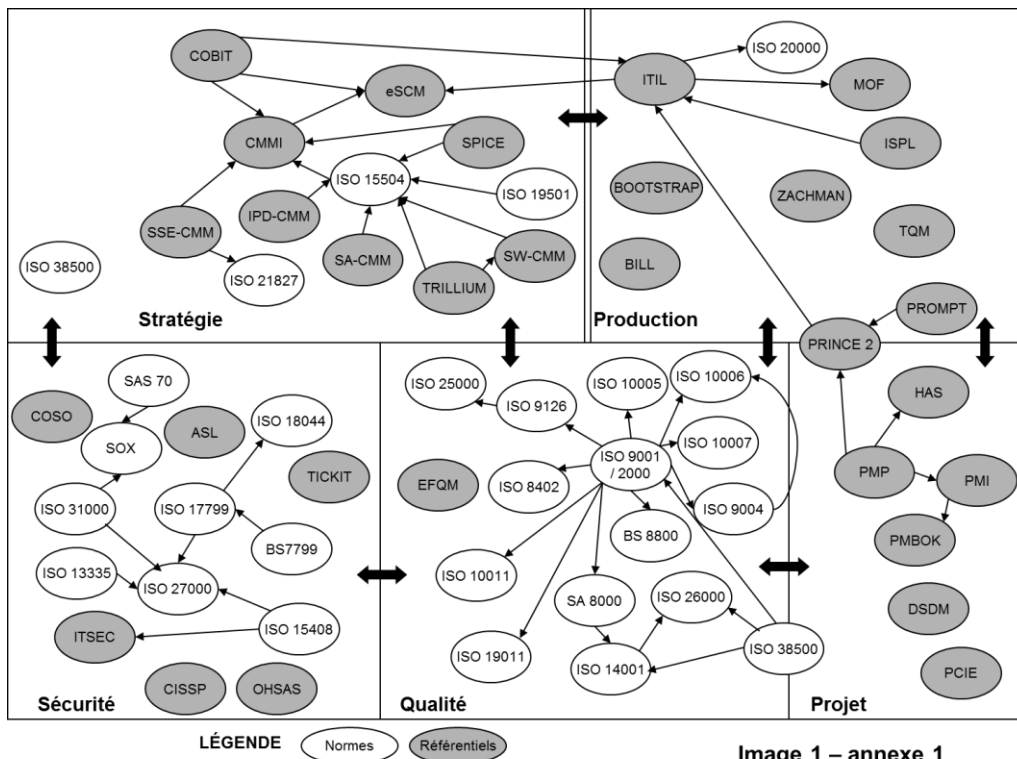 COBIT
eSCM
CMMI
SPICE
ISO 15504
ISO 19501
IPD-CMM
SSE-CMM
SA-CMM
SW-CMM
TRILLIUM
ISO 21827
ISO 38500
Stratégie
ITIL
ISO 20000
MOF
ISPL
BOOTSTRAP
ZACHMAN
TQM
BILL
Production
PROMPT
PRINCE 2
SAS 70
COSO
ASL
ISO 18044
SOX
TICKIT
ISO 31000
ISO 17799
BS7799
ISO 13335
ISO 27000
ITSEC
ISO 15408
CISSP
OHSAS
Sécurité
ISO 25000
ISO 9126
ISO 10005
ISO 10006
ISO 10007
ISO 9001
/ 2000
EFQM
ISO 8402
ISO 9004
BS 8800
ISO 10011
SA 8000
ISO 26000
ISO 19011
ISO 14001
ISO 38500
Qualité
HAS
PMP
PMI
PMBOK
DSDM
PCIE
Projet
LÉGENDE
Normes
Référentiels
Image 1 – annexe 1